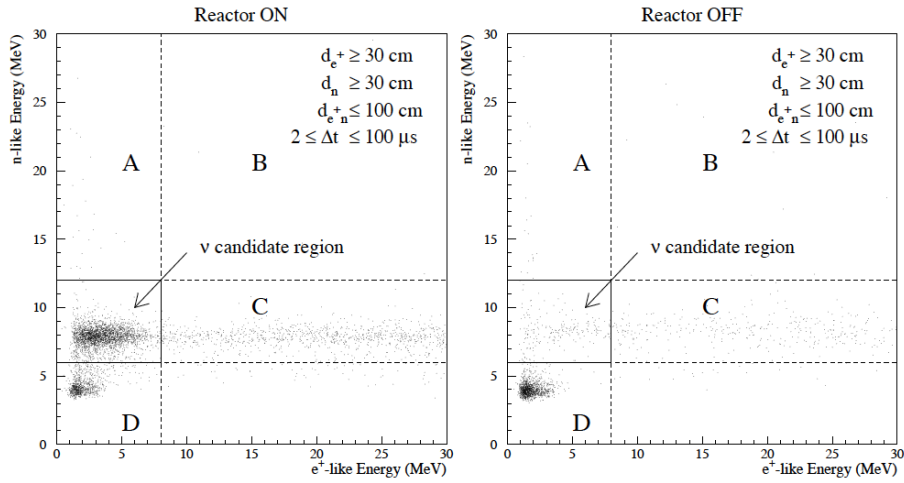 Reactor ON
n-like Energy (MeV)
30
25
20
15
10
5
0
d_e+ ≥ 30 cm
d_n ≥ 30 cm
d_e+n ≤ 100 cm
2 ≤ Δt ≤ 100 μs
A
B
ν candidate region
C
D
0 5 10 15 20 25 30
e+-like Energy (MeV)
Reactor OFF
n-like Energy (MeV)
30
25
20
15
10
5
0
d_e+ ≥ 30 cm
d_n ≥ 30 cm
d_e+n ≤ 100 cm
2 ≤ Δt ≤ 100 μs
A
B
ν candidate region
C
D
0 5 10 15 20 25 30
e+-like Energy (MeV)